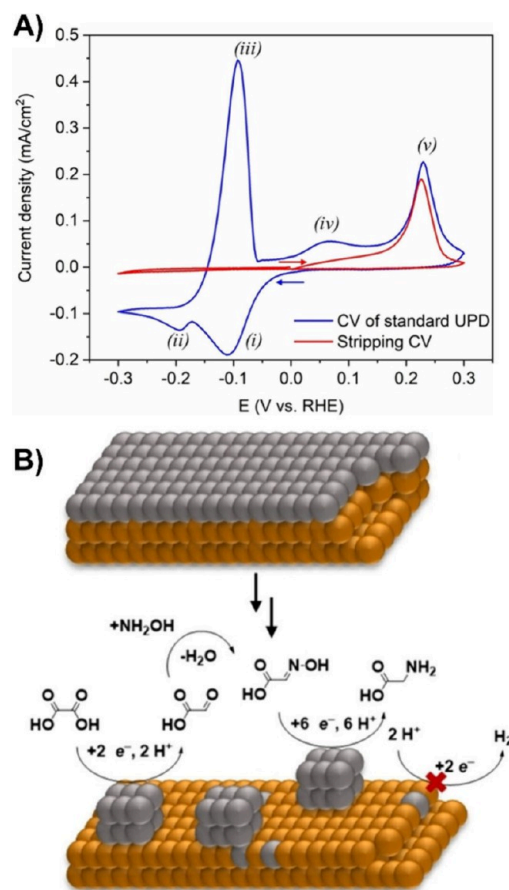 A)
Current density (mA/cm²)
0.5
0.4
0.3
0.2
0.1
0.0
-0.1
-0.2
(iii)
(v)
(iv)
(ii)
(i)
CV of standard UPD
Stripping CV
-0.3
-0.2
-0.1
0.0
0.1
0.2
0.3
E (V vs. RHE)
B)
+NH₂OH
-H₂O
O
N-OH
HO
O
NH₂
HO
O
O
HO
OH
O
O
HO
+2 e⁻, 2 H⁺
+6 e⁻, 6 H⁺
2 H⁺
+2 e⁻
H₂